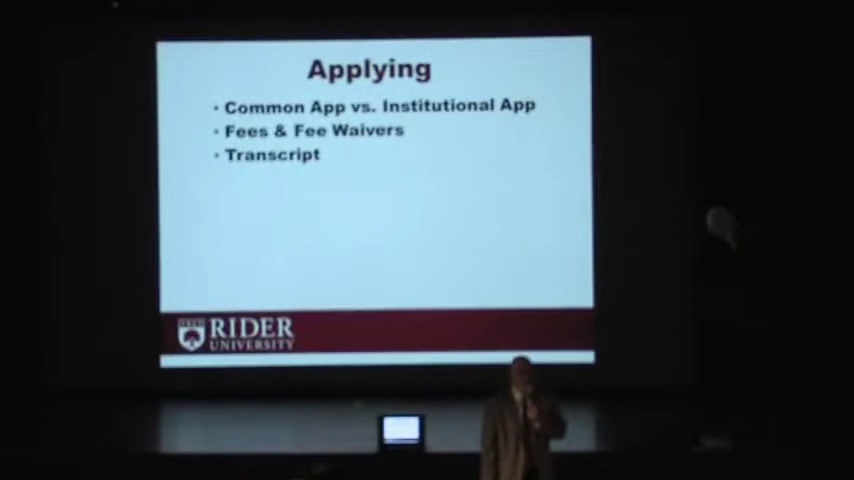 Applying
• Common App vs. Institutional App
• Fees & Fee Waivers
• Transcript
RIDER
UNIVERSITY